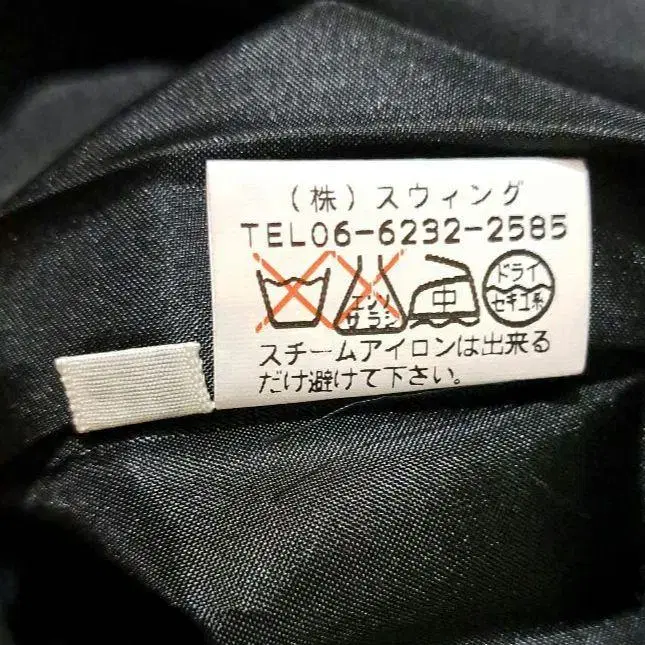 (株)スウィング
TEL06-6232-2585
エンソ
サラシ
中
ドライ
セキユ系
スチームアイロンは出来る
だけ避けて下さい。